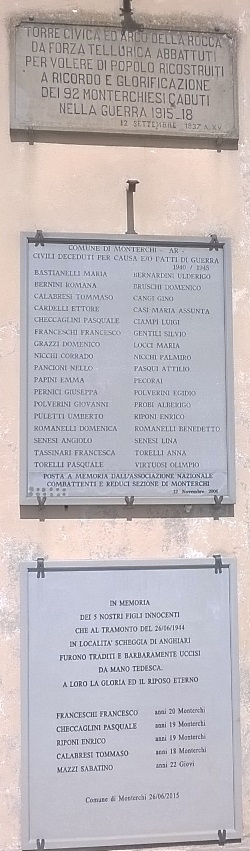 TORRE CIVICA ED ARCO DELLA ROCCA
DA FORZA TELLURICA ABBATTUTI
PER VOLERE DI POPOLO RICOSTRUITI
A RICORDO E GLORIFICAZIONE
DEI 92 MONTERCHIESI CADUTI
NELLA GUERRA 1915-18
12 SETTEMBRE 1937 A. XV
COMUNE DI MONTERCHI - AR -
CIVILI DECEDUTI PER CAUSA E/O FATTI DI GUERRA
1940 / 1945
BASTIANELLI MARIA BERNARDINI ULDERIGO
BERNINI ROMANA BRUSCHI DOMENICO
CALABRESI TOMMASO CANGI GINO
CARDELLI ETTORE CASI MARIA ASSUNTA
CHECCAGLINI PASQUALE CIAMPI LUIGI
FRANCESCHI FRANCESCO GENTILI SILVIO
GRAZZI DOMENICO LOCCI MARIA
NICCHI CORRADO NICCHI PALMIRO
PANCIONI NELLO PASQUI ATTILIO
PAPINI EMMA PECORAI
PERNICI GIUSEPPA POLVERINI EGIDIO
POLVERINI GIOVANNI PROBI ALBERIGO
PULETTI UMBERTO RIPONI ENRICO
ROMANELLI DOMENICA ROMANELLI BENEDETTO
SENESI ANGIOLO SENESI LINA
TASSINARI FRANCESCA TORELLI ANNA
TORELLI PASQUALE VIRTUOSI OLIMPIO
POSTA A MEMORIA DALL'ASSOCIAZIONE NAZIONALE
COMBATTENTI E REDUCI SEZIONE DI MONTERCHI
Novembre
IN MEMORIA
DEI 5 NOSTRI FIGLI INNOCENTI
CHE AL TRAMONTO DEL 26/06/1944
IN LOCALITA' SCHEGGIA DI ANGHIARI
FURONO TRADITI E BARBARAMENTE UCCISI
DA MANO TEDESCA.
A LORO LA GLORIA ED IL RIPOSO ETERNO
FRANCESCHI FRANCESCO anni 20 Monterchi
CHECCAGLINI PASQUALE anni 19 Monterchi
RIPONI ENRICO anni 19 Monterchi
CALABRESI TOMMASO anni 18 Monterchi
MAZZI SABATINO anni 22 Giovi
Comune di Monterchi 26/06/2015